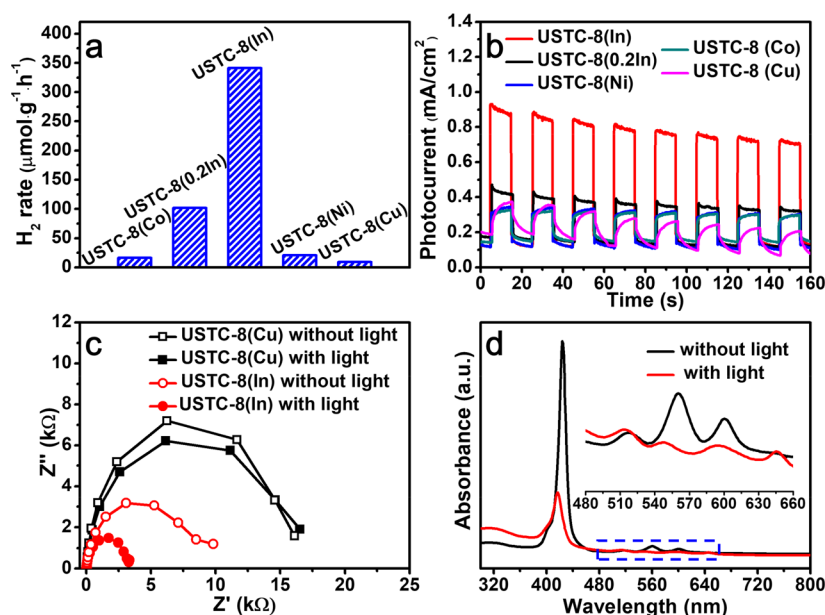 a
H₂ rate (μmol·g⁻¹·h⁻¹)
400
350
300
250
200
150
100
50
0
USTC-8(Co)
USTC-8(0.2In)
USTC-8(In)
USTC-8(Ni)
USTC-8(Cu)
b
Photocurrent (mA/cm²)
1.4
1.2
1.0
0.8
0.6
0.4
0.2
0.0
USTC-8(In)
USTC-8(0.2In)
USTC-8(Ni)
USTC-8 (Co)
USTC-8 (Cu)
0 20 40 60 80 100 120 140 160
Time (s)
c
Z'' (kΩ)
12
10
8
6
4
2
0
USTC-8(Cu) without light
USTC-8(Cu) with light
USTC-8(In) without light
USTC-8(In) with light
0 5 10 15 20 25
Z' (kΩ)
d
Absorbance (a.u.)
without light
with light
480 510 540 570 600 630 660
300 400 500 600 700 800
Wavelength (nm)